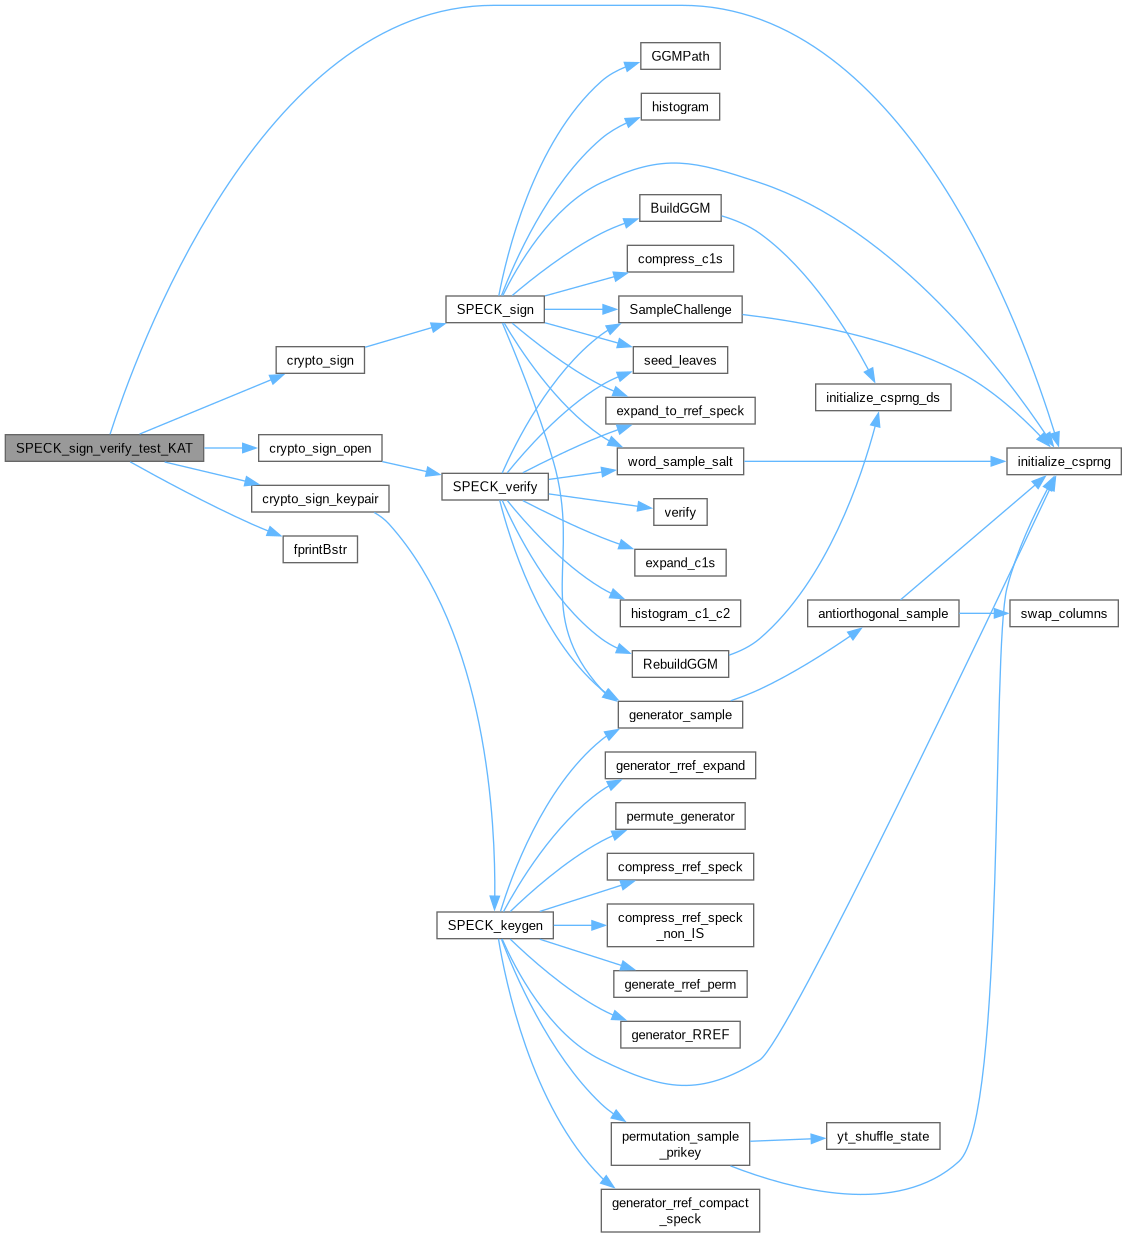 GGMPath
histogram
BuildGGM
compress_c1s
SPECK_sign
SampleChallenge
crypto_sign
seed_leaves
initialize_csprng_ds
expand_to_rref_speck
SPECK_sign_verify_test_KAT
crypto_sign_open
word_sample_salt
initialize_csprng
SPECK_verify
crypto_sign_keypair
verify
fprintBstr
expand_c1s
histogram_c1_c2
antiorthogonal_sample
swap_columns
RebuildGGM
generator_sample
generator_rref_expand
permute_generator
compress_rref_speck
SPECK_keygen
compress_rref_speck
_non_IS
generate_rref_perm
generator_RREF
permutation_sample
_prikey
yt_shuffle_state
generator_rref_compact
_speck